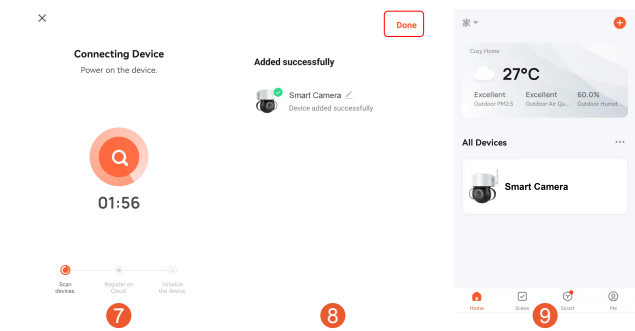 Connecting Device
Power on the device.
01:56
Scan
devices.
Register on
Cloud.
Initialize
the device.
7
Done
Added successfully
Smart Camera
Device added successfully
8
家
Cozy Home
27°C
Excellent
Outdoor PM2.5
Excellent
Outdoor Air Qu...
60.0%
Outdoor Humid...
All Devices
...
Smart Camera
Home
Scene
Smart
Me
9